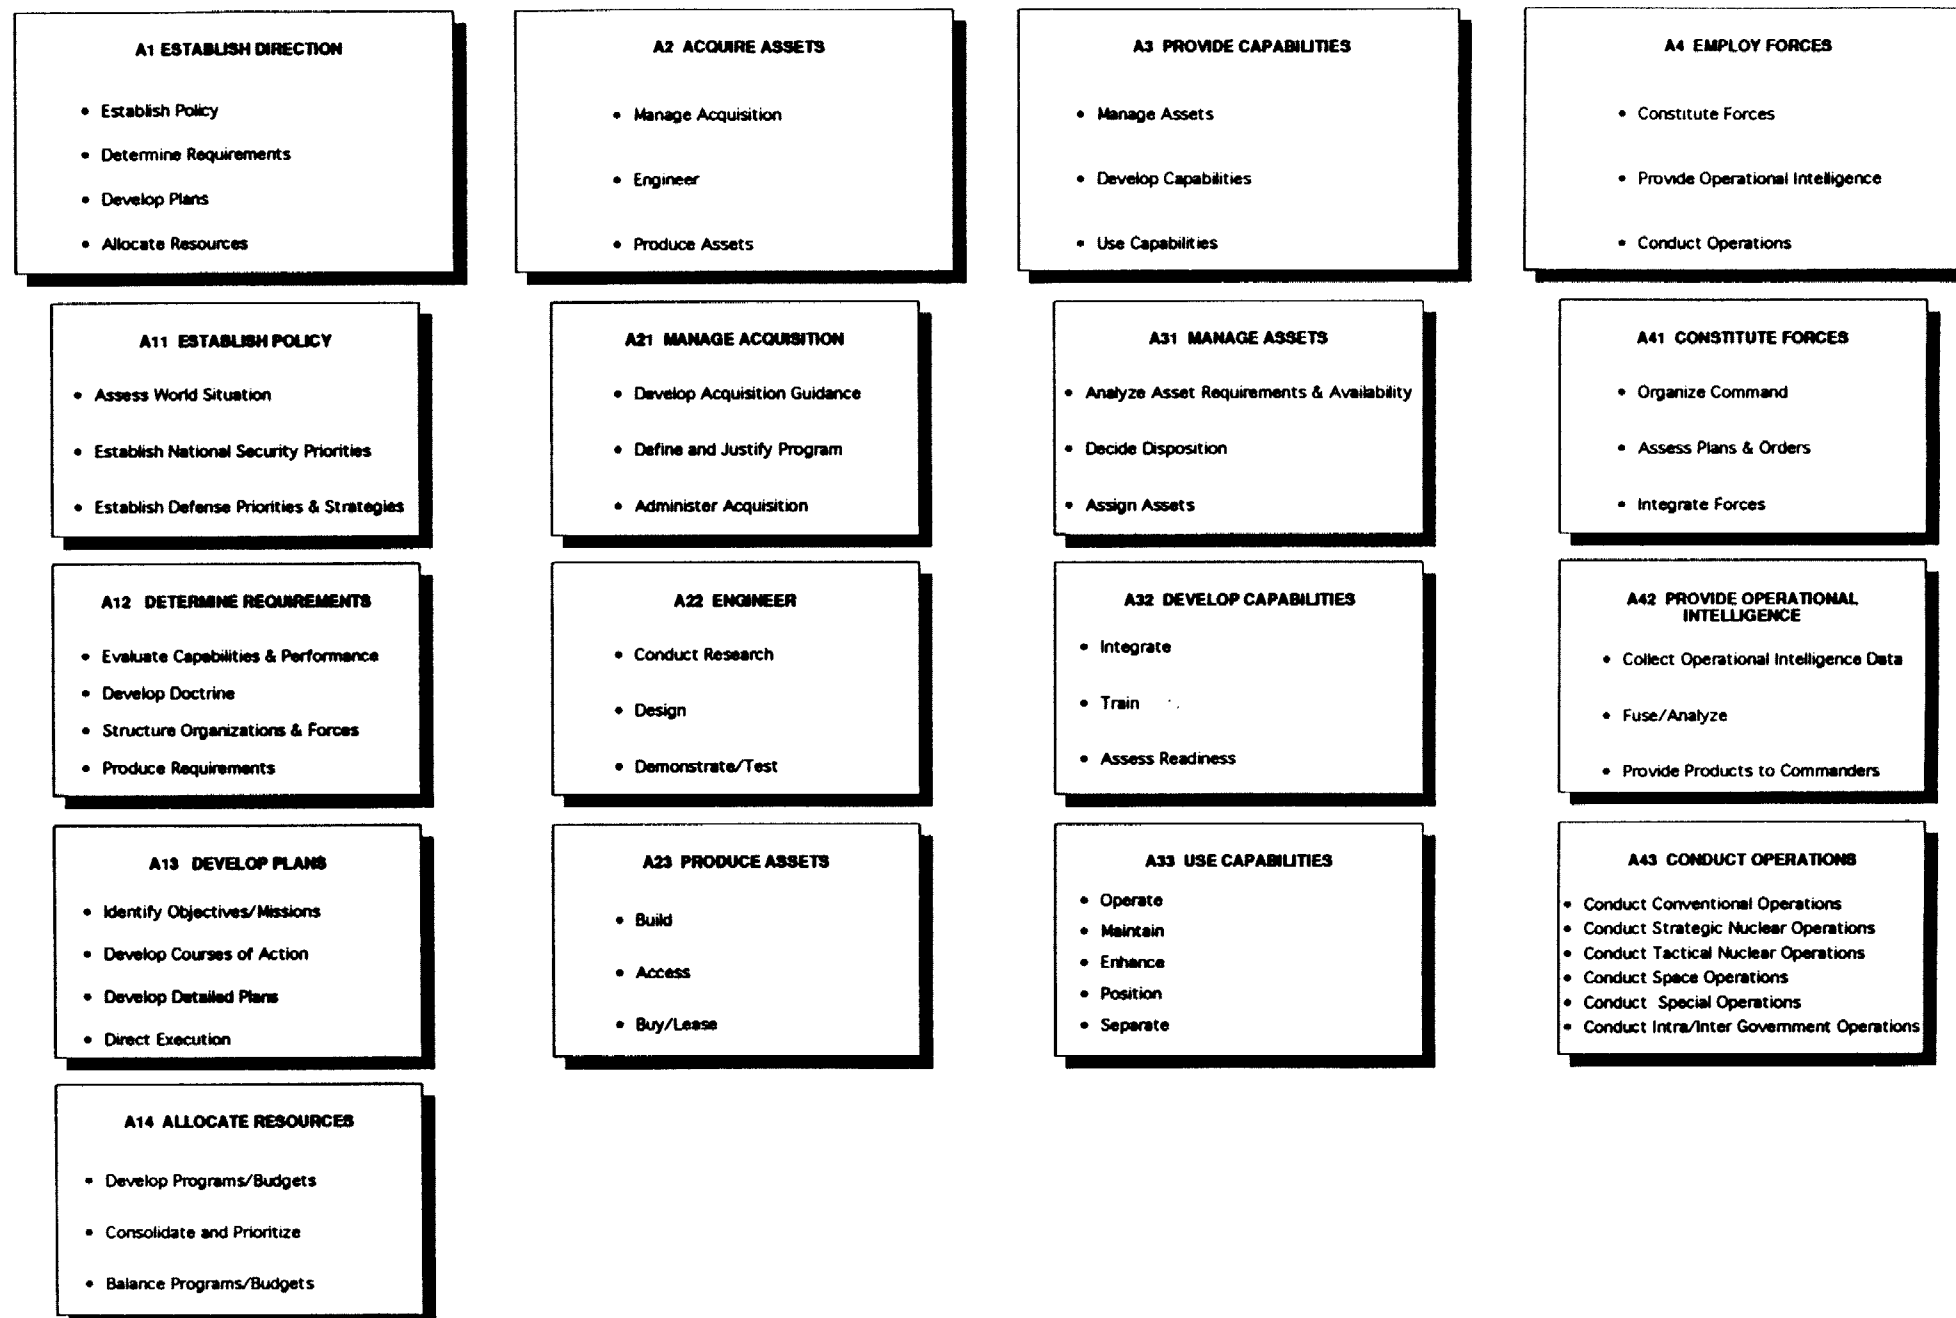 A1 ESTABLISH DIRECTION
• Establish Policy
• Determine Requirements
• Develop Plans
• Allocate Resources
A11 ESTABLISH POLICY
• Assess World Situation
• Establish National Security Priorities
• Establish Defense Priorities & Strategies
A12 DETERMINE REQUIREMENTS
• Evaluate Capabilities & Performance
• Develop Doctrine
• Structure Organizations & Forces
• Produce Requirements
A13 DEVELOP PLANS
• Identify Objectives/Missions
• Develop Courses of Action
• Develop Detailed Plans
• Direct Execution
A14 ALLOCATE RESOURCES
• Develop Programs/Budgets
• Consolidate and Prioritize
• Balance Programs/Budgets
A2 ACQUIRE ASSETS
• Manage Acquisition
• Engineer
• Produce Assets
A21 MANAGE ACQUISITION
• Develop Acquisition Guidance
• Define and Justify Program
• Administer Acquisition
A22 ENGINEER
• Conduct Research
• Design
• Demonstrate/Test
A23 PRODUCE ASSETS
• Build
• Access
• Buy/Lease
A3 PROVIDE CAPABILITIES
• Manage Assets
• Develop Capabilities
• Use Capabilities
A31 MANAGE ASSETS
• Analyze Asset Requirements & Availability
• Decide Disposition
• Assign Assets
A32 DEVELOP CAPABILITIES
• Integrate
• Train
• Assess Readiness
A33 USE CAPABILITIES
• Operate
• Maintain
• Enhance
• Position
• Separate
A4 EMPLOY FORCES
• Constitute Forces
• Provide Operational Intelligence
• Conduct Operations
A41 CONSTITUTE FORCES
• Organize Command
• Assess Plans & Orders
• Integrate Forces
A42 PROVIDE OPERATIONAL
INTELLIGENCE
• Collect Operational Intelligence Data
• Fuse/Analyze
• Provide Products to Commanders
A43 CONDUCT OPERATIONS
• Conduct Conventional Operations
• Conduct Strategic Nuclear Operations
• Conduct Tactical Nuclear Operations
• Conduct Space Operations
• Conduct Special Operations
• Conduct Intra/Inter Government Operations